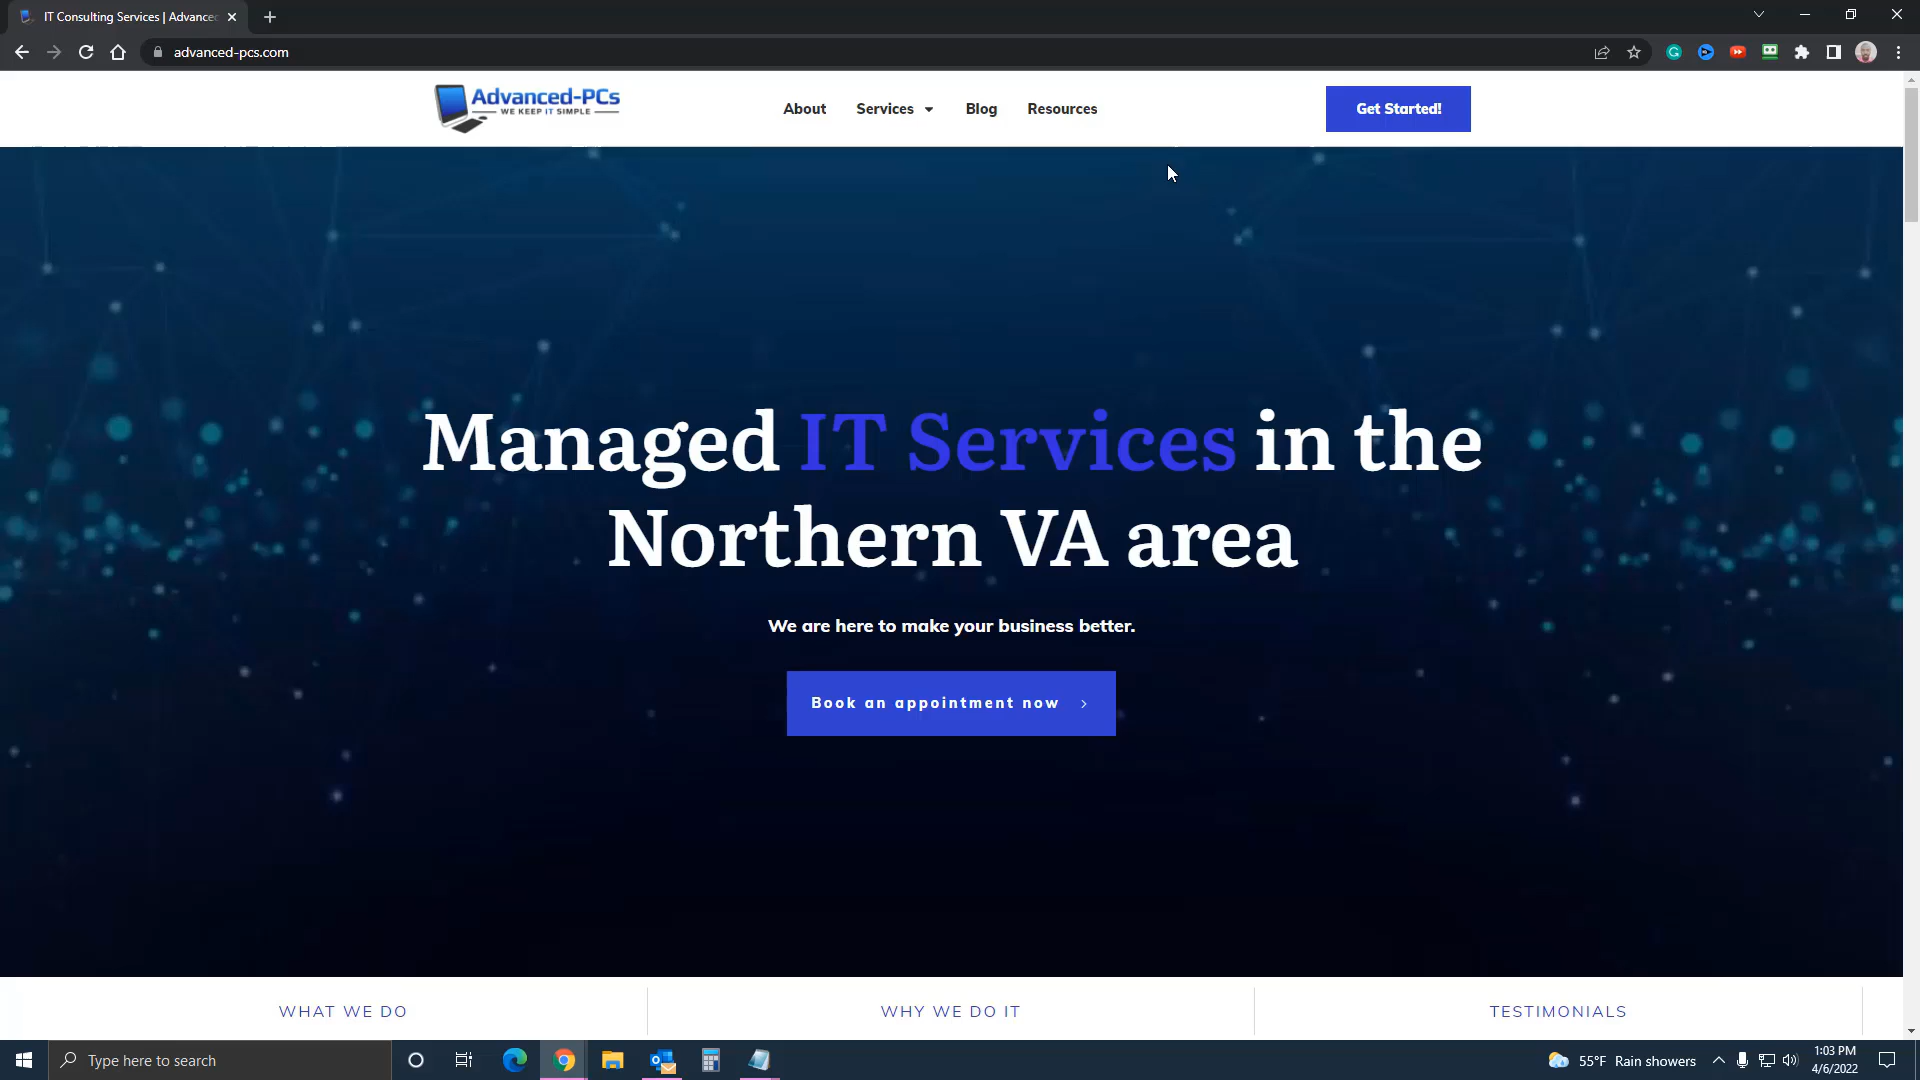 IT Consulting Services | Advance
advanced-pcs.com
Advanced-PCs
WE KEEP IT SIMPLE
About
Services
Blog
Resources
Get Started!
Managed IT Services in the
Northern VA area
We are here to make your business better.
Book an appointment now
WHAT WE DO
WHY WE DO IT
TESTIMONIALS
Type here to search
55°F Rain showers
1:03 PM
4/6/2022